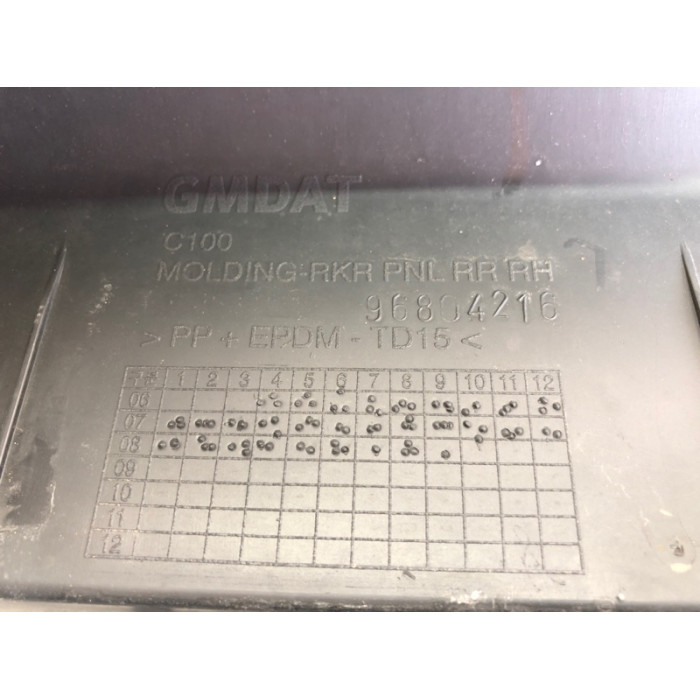 GMDAT
C100
MOLDING-RKR PNL RR RH
96804216
> PP + EPDM - TD15 <
1 2 3 4 5 6 7 8 9 10 11 12
06
07
08
09
10
11
12